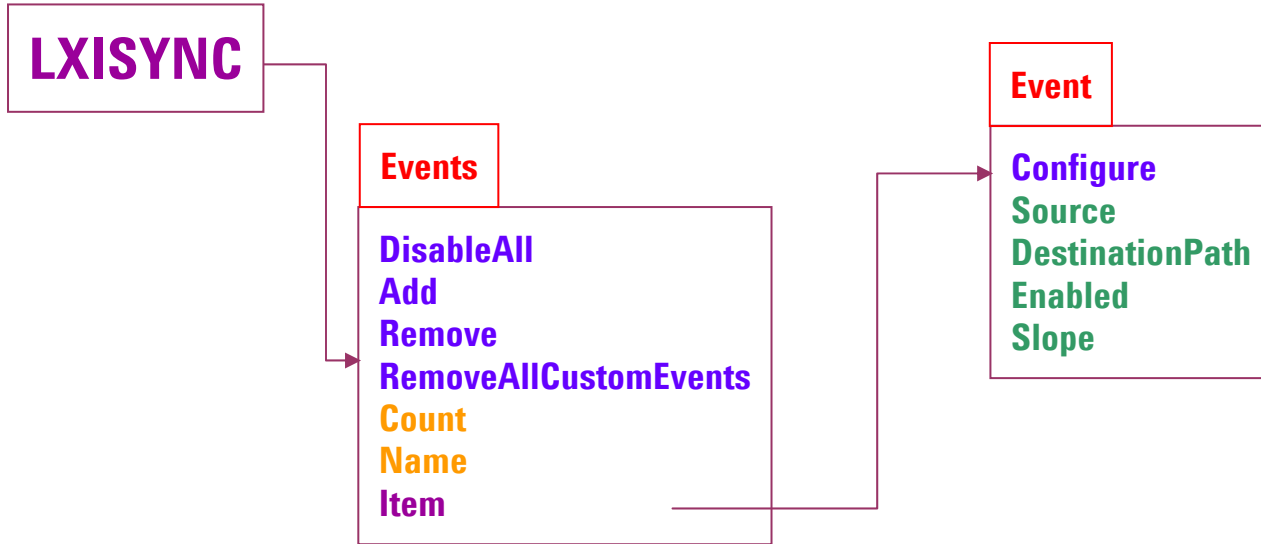 LXISYNC
Events
DisableAll
Add
Remove
RemoveAllCustomEvents
Count
Name
Item
Event
Configure
Source
DestinationPath
Enabled
Slope